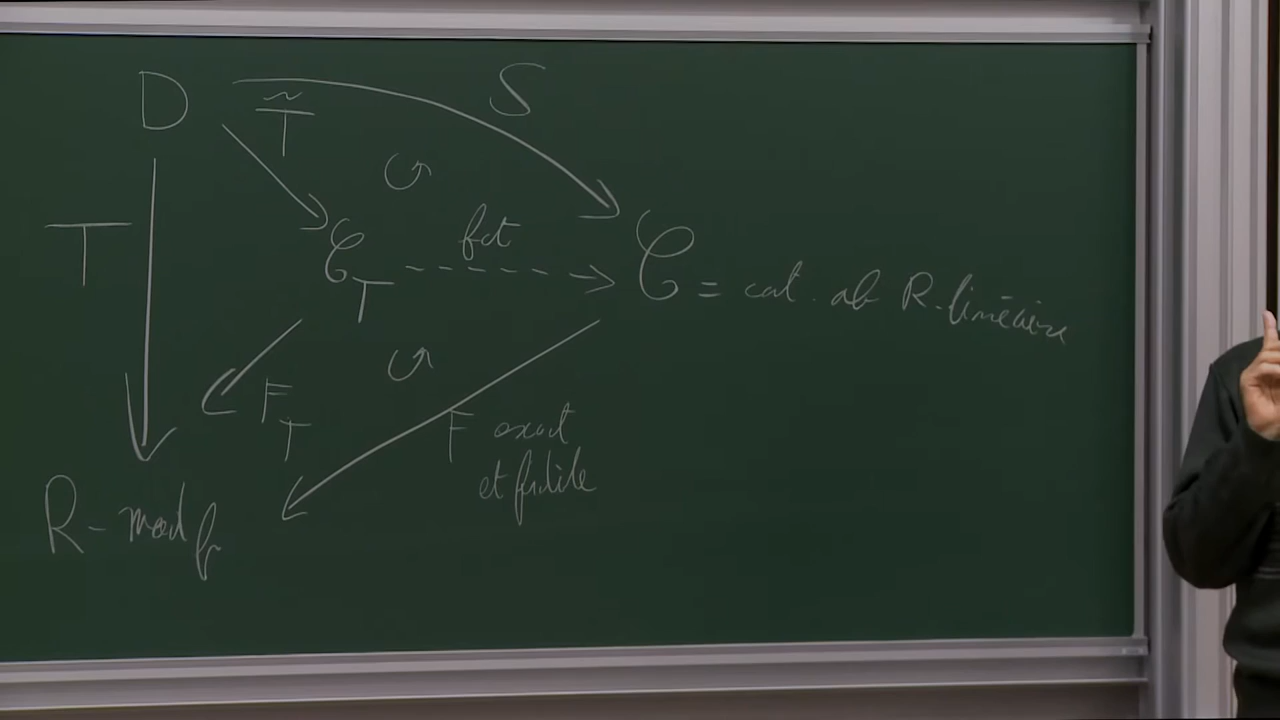 D
T̃
S
T
fct
𝒞_T
𝒞 = cat. ab R-linéaire
F_T
F exact
et fidèle
R-mod_f